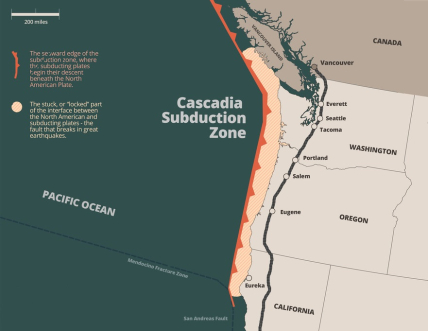 200 miles
CANADA
VANCOUVER ISLAND
Vancouver
The seaward edge of the
subduction zone, where
the subducting plates
begin their descent
beneath the North
American Plate.
The stuck, or "locked" part
of the interface between
the North American and
subducting plates - the
fault that breaks in great
earthquakes.
Cascadia
Subduction
Zone
Everett
Seattle
Tacoma
WASHINGTON
Portland
Salem
PACIFIC OCEAN
Eugene
OREGON
Mendocino Fracture Zone
Eureka
CALIFORNIA
San Andreas Fault